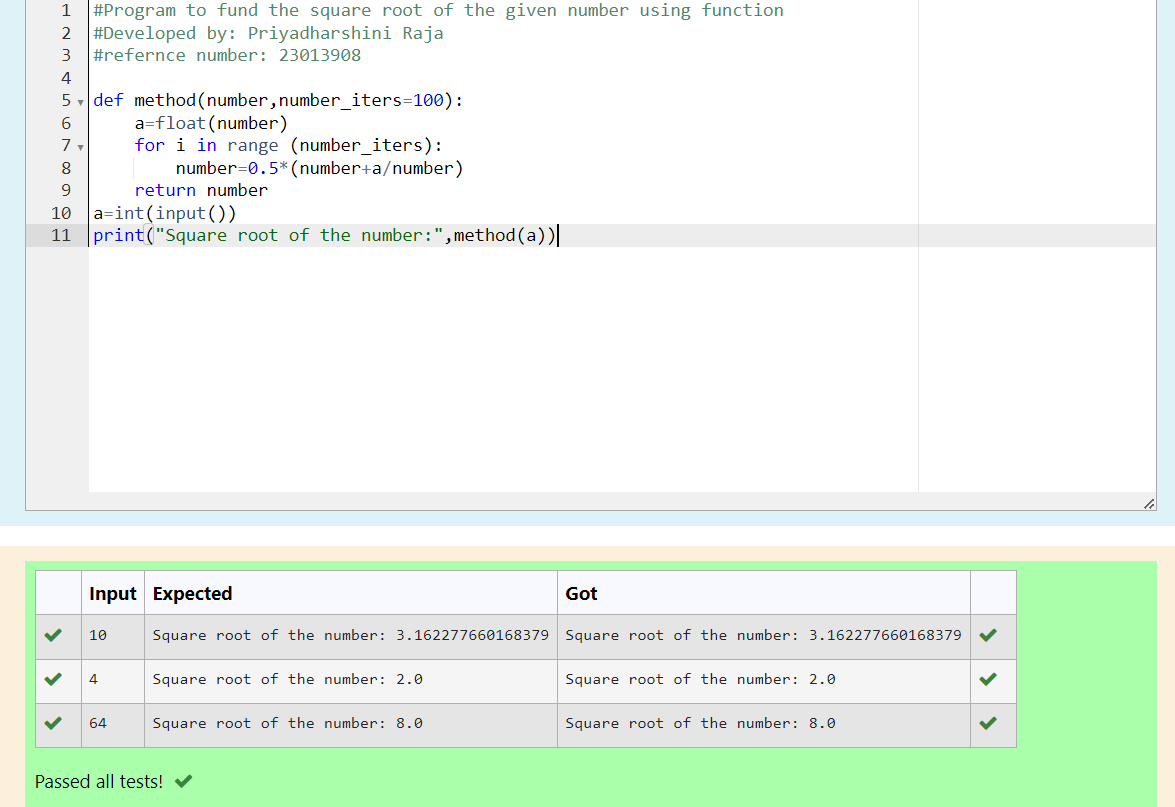 1 #Program to fund the square root of the given number using function
2 #Developed by: Priyadharshini Raja
3 #refernce number: 23013908
4
5 def method(number,number_iters=100):
6     a=float(number)
7     for i in range (number_iters):
8         number=0.5*(number+a/number)
9     return number
10 a=int(input())
11 print("Square root of the number:",method(a))
Input Expected Got
10 Square root of the number: 3.162277660168379 Square root of the number: 3.162277660168379
4 Square root of the number: 2.0 Square root of the number: 2.0
64 Square root of the number: 8.0 Square root of the number: 8.0
Passed all tests!